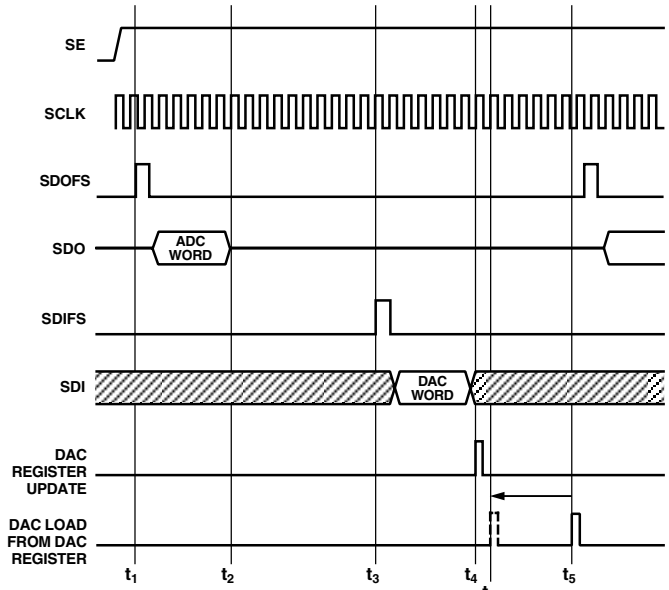 SE
SCLK
SDOFS
SDO
ADC
WORD
SDIFS
SDI
DAC
WORD
DAC
REGISTER
UPDATE
DAC LOAD
FROM DAC
REGISTER
t1 t2 t3 t4 t5